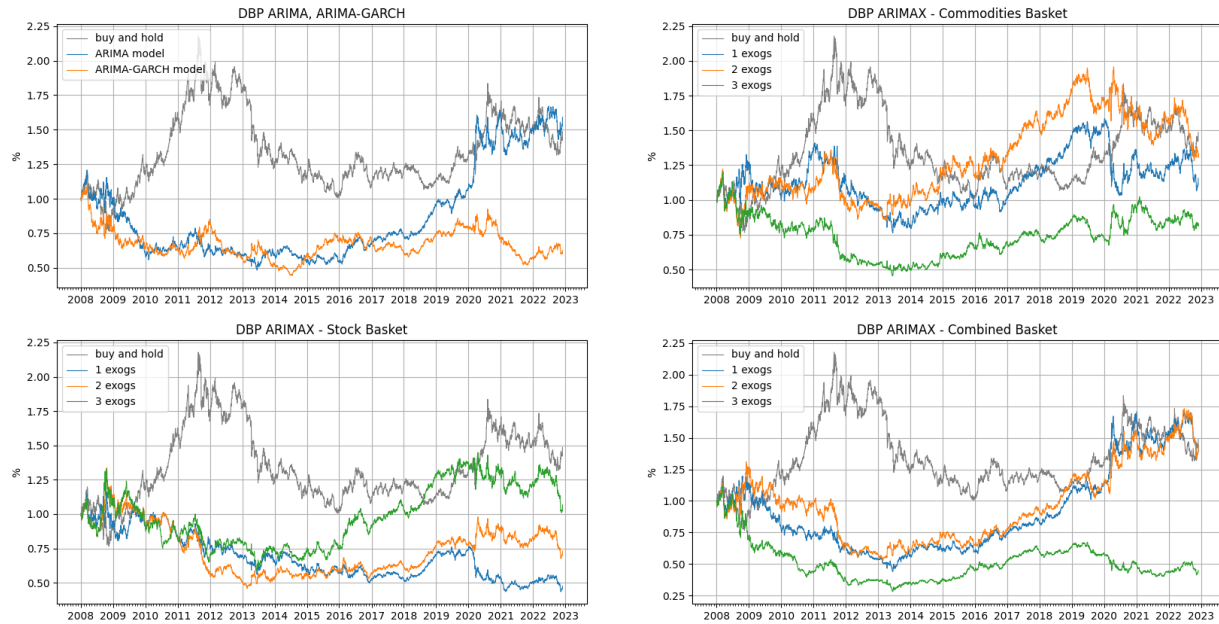 DBP ARIMA, ARIMA-GARCH
2.25
2.00
1.75
1.50
1.25
1.00
0.75
0.50
%
buy and hold
ARIMA model
ARIMA-GARCH model
2008 2009 2010 2011 2012 2013 2014 2015 2016 2017 2018 2019 2020 2021 2022 2023
DBP ARIMAX - Commodities Basket
2.25
2.00
1.75
1.50
1.25
1.00
0.75
0.50
%
buy and hold
1 exogs
2 exogs
3 exogs
2008 2009 2010 2011 2012 2013 2014 2015 2016 2017 2018 2019 2020 2021 2022 2023
DBP ARIMAX - Stock Basket
2.25
2.00
1.75
1.50
1.25
1.00
0.75
0.50
%
buy and hold
1 exogs
2 exogs
3 exogs
2008 2009 2010 2011 2012 2013 2014 2015 2016 2017 2018 2019 2020 2021 2022 2023
DBP ARIMAX - Combined Basket
2.25
2.00
1.75
1.50
1.25
1.00
0.75
0.50
0.25
%
buy and hold
1 exogs
2 exogs
3 exogs
2008 2009 2010 2011 2012 2013 2014 2015 2016 2017 2018 2019 2020 2021 2022 2023